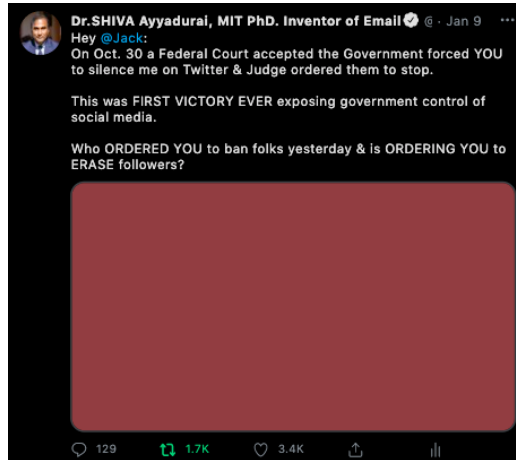 Dr.SHIVA Ayyadurai, MIT PhD. Inventor of Email @ · Jan 9 ...
Hey @Jack:
On Oct. 30 a Federal Court accepted the Government forced YOU
to silence me on Twitter & Judge ordered them to stop.
This was FIRST VICTORY EVER exposing government control of
social media.
Who ORDERED YOU to ban folks yesterday & is ORDERING YOU to
ERASE followers?
129 1.7K 3.4K